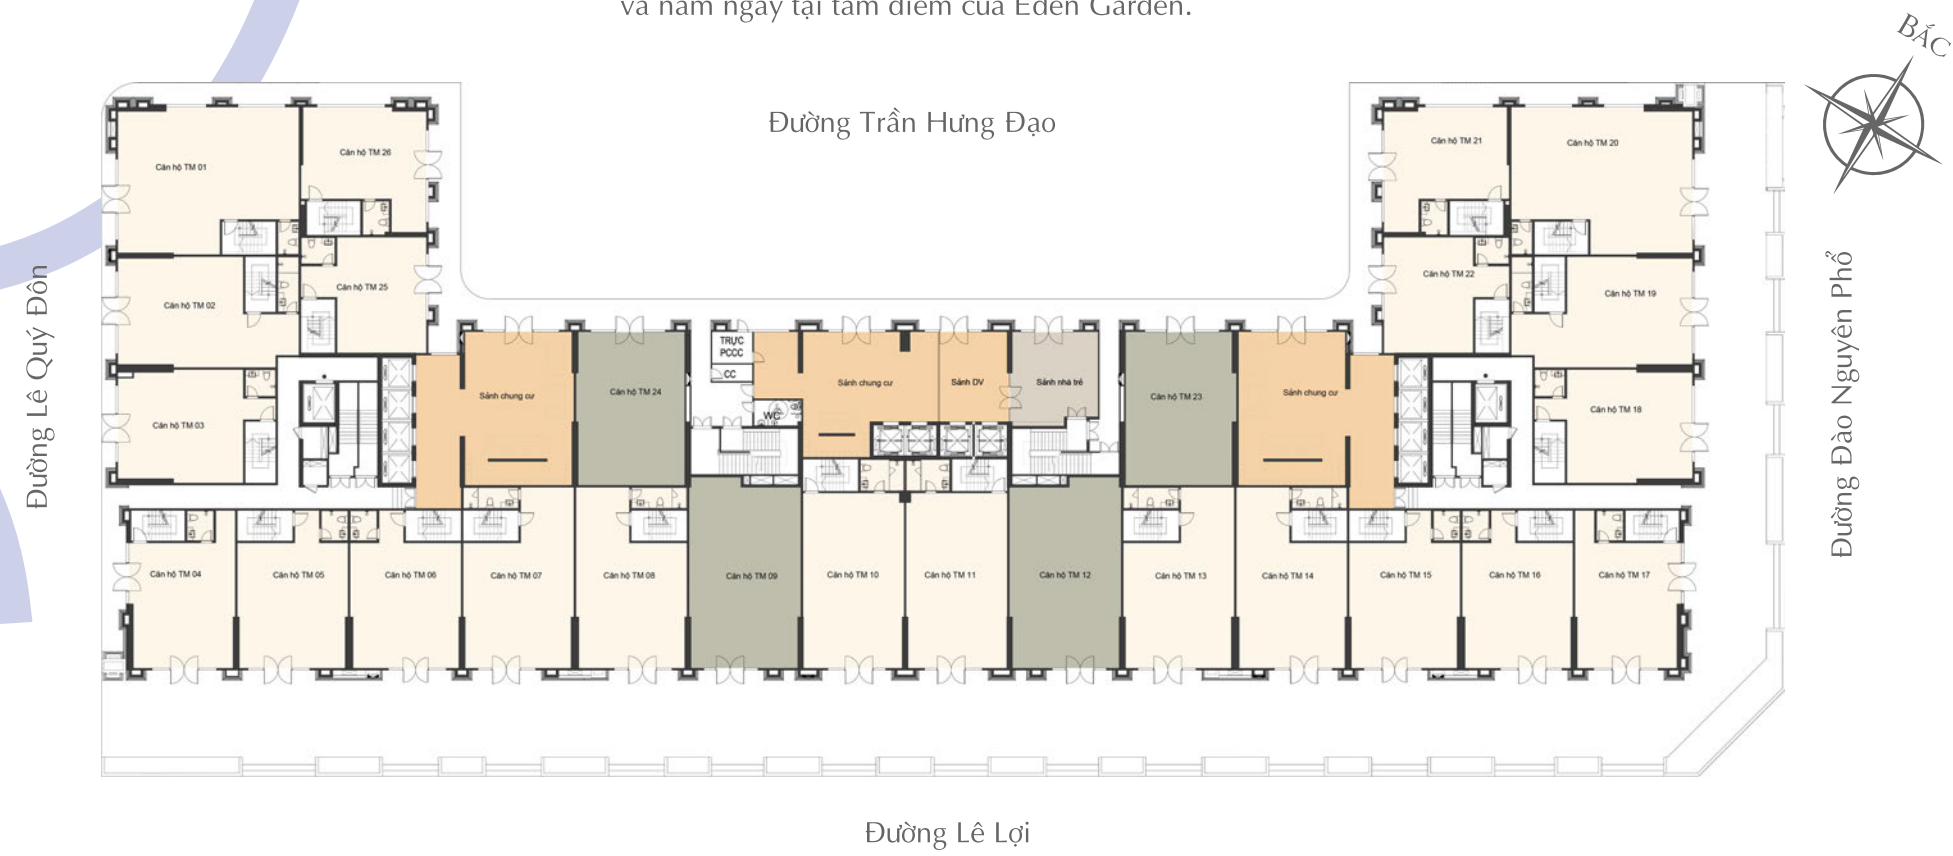 và nằm ngay tại tâm điểm của Eden Garden.
BẮC
Đường Trần Hưng Đạo
Căn hộ TM 01
Căn hộ TM 26
Căn hộ TM 21
Căn hộ TM 20
Căn hộ TM 02
Căn hộ TM 25
Căn hộ TM 22
Căn hộ TM 19
Đường Lê Quý Đôn
Đường Đào Nguyên Phổ
TRỰC
PCCC
CC
WC
Sảnh chung cư
Căn hộ TM 24
Sảnh chung cư
Sảnh DV
Sảnh nhà trẻ
Căn hộ TM 23
Sảnh chung cư
Căn hộ TM 03
Căn hộ TM 18
Căn hộ TM 04
Căn hộ TM 05
Căn hộ TM 06
Căn hộ TM 07
Căn hộ TM 08
Căn hộ TM 09
Căn hộ TM 10
Căn hộ TM 11
Căn hộ TM 12
Căn hộ TM 13
Căn hộ TM 14
Căn hộ TM 15
Căn hộ TM 16
Căn hộ TM 17
Đường Lê Lợi